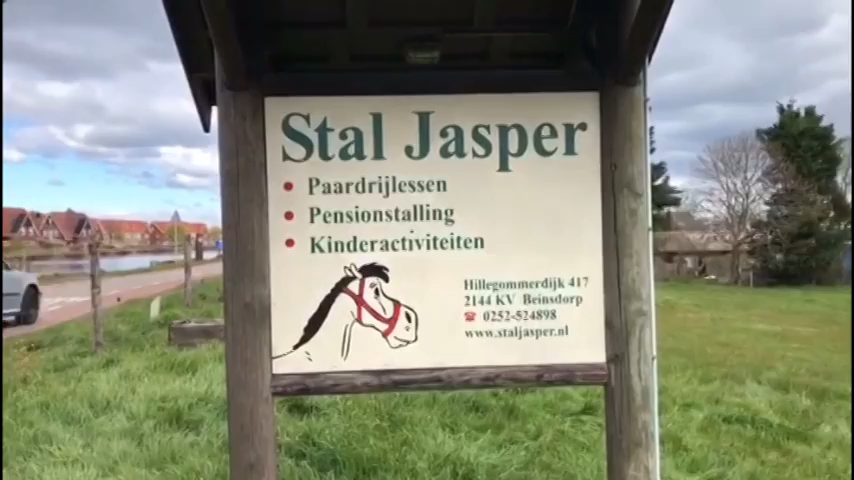 Stal Jasper
• Paardrijlessen
• Pensionstalling
• Kinderactiviteiten
Hillegommerdijk 417
2144 KV Beinsdorp
☎ 0252-524898
www.staljasper.nl